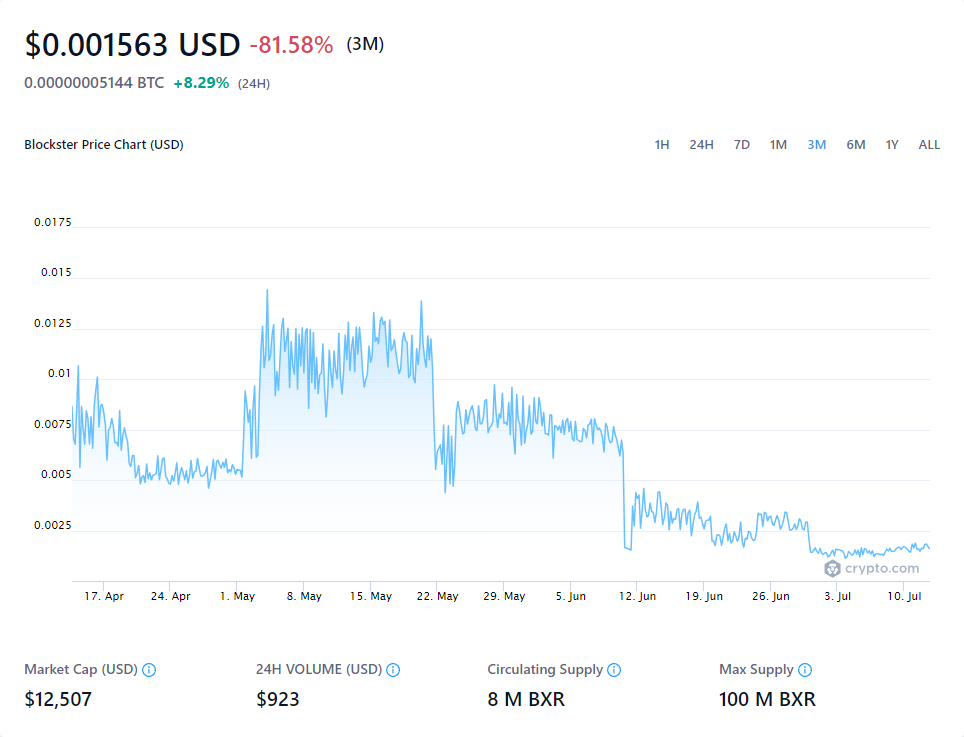 $0.001563 USD -81.58% (3M)
0.00000005144 BTC +8.29% (24H)
Blockster Price Chart (USD) 1H 24H 7D 1M 3M 6M 1Y ALL
0.0175
0.015
0.0125
0.01
0.0075
0.005
0.0025
crypto.com
17. Apr 24. Apr 1. May 8. May 15. May 22. May 29. May 5. Jun 12. Jun 19. Jun 26. Jun 3. Jul 10. Jul
Market Cap (USD) 24H VOLUME (USD) Circulating Supply Max Supply
$12,507 $923 8 M BXR 100 M BXR